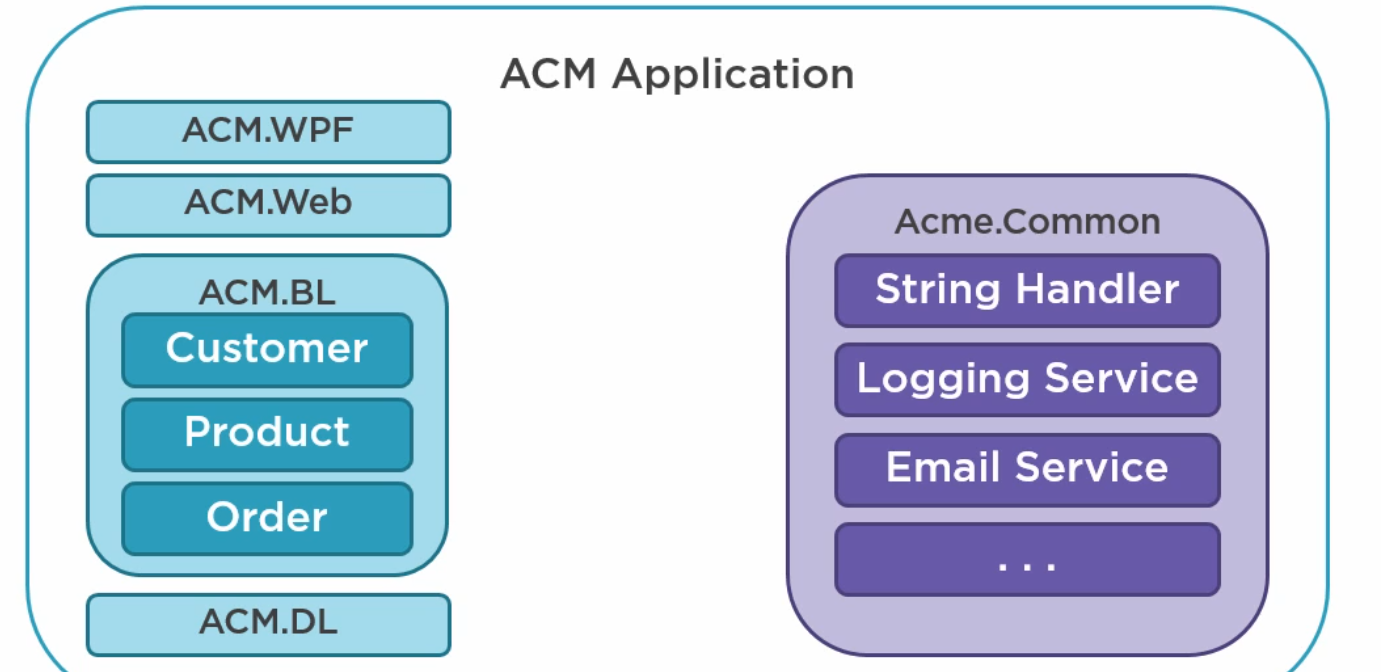 ACM Application
ACM.WPF
ACM.Web
ACM.BL
Customer
Product
Order
ACM.DL
Acme.Common
String Handler
Logging Service
Email Service
. . .